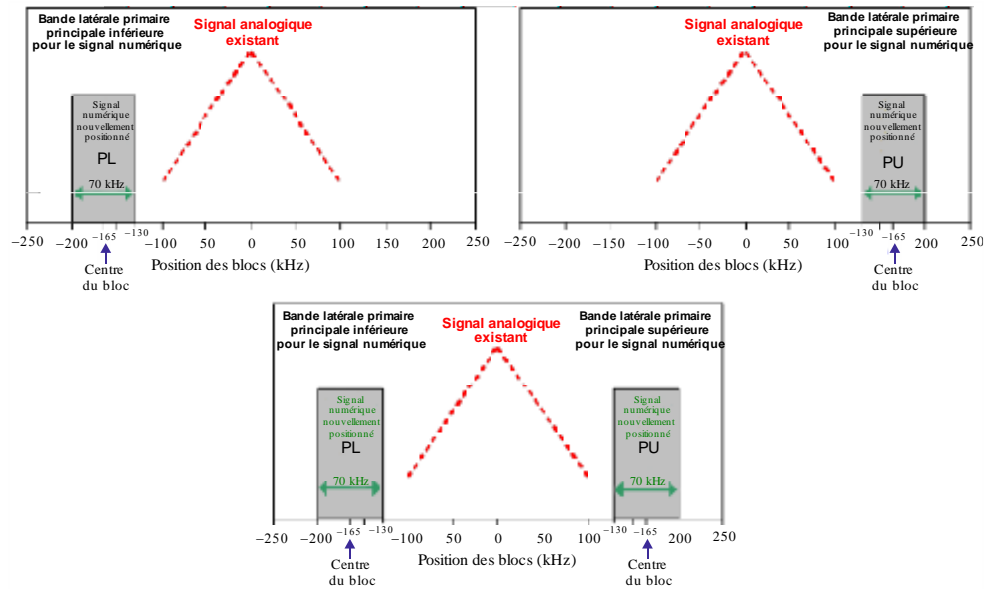 Bande latérale primaire
principale inférieure
pour le signal numérique
Signal analogique
existant
Signal
numérique
nouvellement
positionné
PL
70 kHz
−250 −200 −165 −130 −100 50 0 50 100 150 200 250
Position des blocs (kHz)
Centre
du bloc
Signal analogique
existant
Bande latérale primaire
principale supérieure
pour le signal numérique
Signal
numérique
nouvellement
positionné
PU
70 kHz
−250 −200 −150 −100 −50 0 50 100 −130 −165 200 250
Position des blocs (kHz)
Centre
du bloc
Bande latérale primaire
principale inférieure
pour le signal numérique
Signal analogique
existant
Bande latérale primaire
principale supérieure
pour le signal numérique
Signal
numérique
nouvellement
positionné
PL
70 kHz
Signal
numérique
nouvellement
positionné
PU
70 kHz
−250 −200 −165 −130 −100 50 0 50 100 −130 −165 200 250
Position des blocs (kHz)
Centre
du bloc
Centre
du bloc